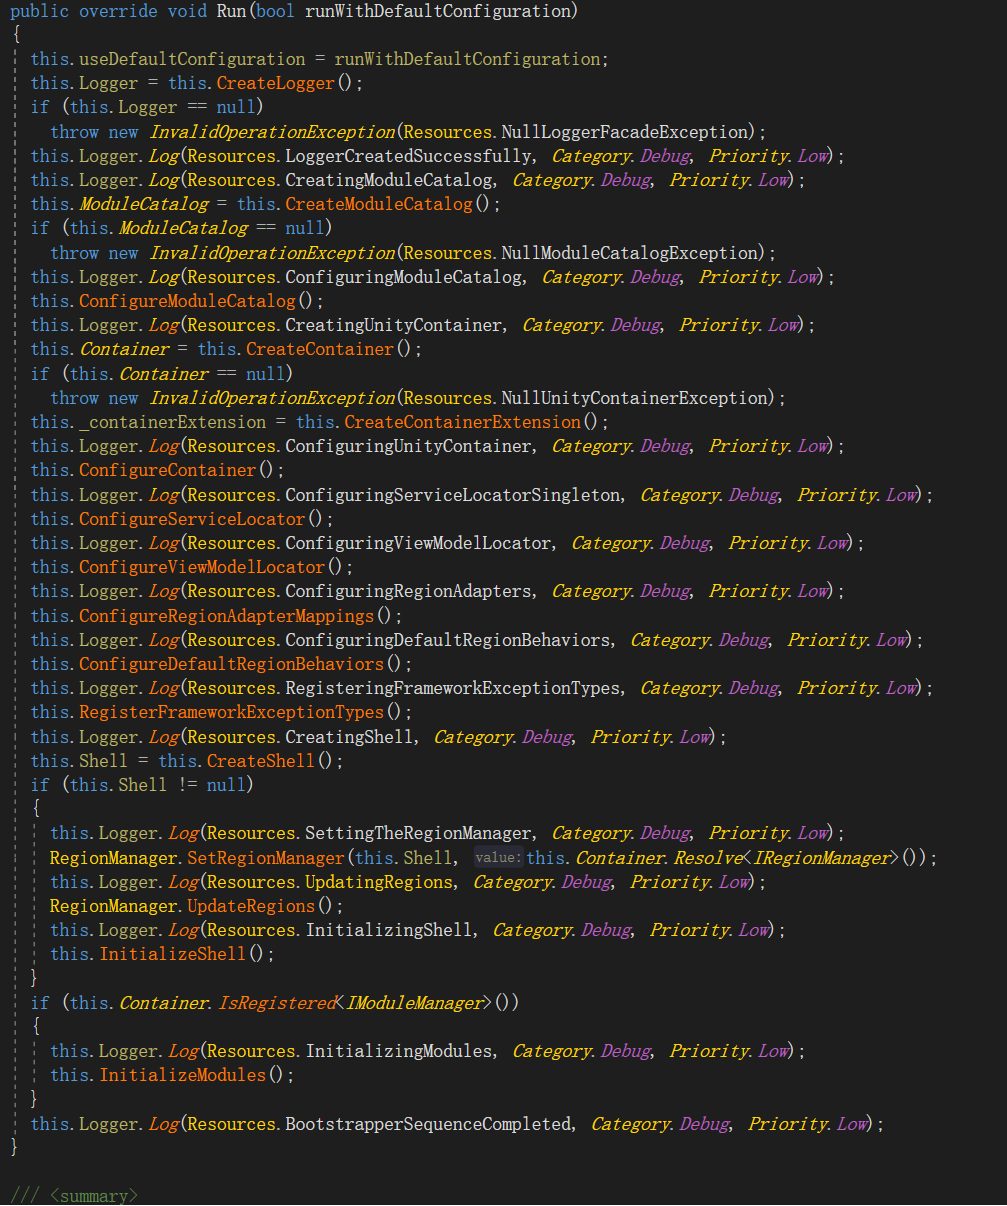 public override void Run(bool runWithDefaultConfiguration)
{
this.useDefaultConfiguration = runWithDefaultConfiguration;
this.Logger = this.CreateLogger();
if (this.Logger == null)
throw new InvalidOperationException(Resources.NullLoggerFacadeException);
this.Logger.Log(Resources.LoggerCreatedSuccessfully, Category.Debug, Priority.Low);
this.Logger.Log(Resources.CreatingModuleCatalog, Category.Debug, Priority.Low);
this.ModuleCatalog = this.CreateModuleCatalog();
if (this.ModuleCatalog == null)
throw new InvalidOperationException(Resources.NullModuleCatalogException);
this.Logger.Log(Resources.ConfiguringModuleCatalog, Category.Debug, Priority.Low);
this.ConfigureModuleCatalog();
this.Logger.Log(Resources.CreatingUnityContainer, Category.Debug, Priority.Low);
this.Container = this.CreateContainer();
if (this.Container == null)
throw new InvalidOperationException(Resources.NullUnityContainerException);
this._containerExtension = this.CreateContainerExtension();
this.Logger.Log(Resources.ConfiguringUnityContainer, Category.Debug, Priority.Low);
this.ConfigureContainer();
this.Logger.Log(Resources.ConfiguringServiceLocatorSingleton, Category.Debug, Priority.Low);
this.ConfigureServiceLocator();
this.Logger.Log(Resources.ConfiguringViewModelLocator, Category.Debug, Priority.Low);
this.ConfigureViewModelLocator();
this.Logger.Log(Resources.ConfiguringRegionAdapters, Category.Debug, Priority.Low);
this.ConfigureRegionAdapterMappings();
this.Logger.Log(Resources.ConfiguringDefaultRegionBehaviors, Category.Debug, Priority.Low);
this.ConfigureDefaultRegionBehaviors();
this.Logger.Log(Resources.RegisteringFrameworkExceptionTypes, Category.Debug, Priority.Low);
this.RegisterFrameworkExceptionTypes();
this.Logger.Log(Resources.CreatingShell, Category.Debug, Priority.Low);
this.Shell = this.CreateShell();
if (this.Shell != null)
{
this.Logger.Log(Resources.SettingTheRegionManager, Category.Debug, Priority.Low);
RegionManager.SetRegionManager(this.Shell, value: this.Container.Resolve<IRegionManager>());
this.Logger.Log(Resources.UpdatingRegions, Category.Debug, Priority.Low);
RegionManager.UpdateRegions();
this.Logger.Log(Resources.InitializingShell, Category.Debug, Priority.Low);
this.InitializeShell();
}
if (this.Container.IsRegistered<IModuleManager>())
{
this.Logger.Log(Resources.InitializingModules, Category.Debug, Priority.Low);
this.InitializeModules();
}
this.Logger.Log(Resources.BootstrapperSequenceCompleted, Category.Debug, Priority.Low);
}
/// <summary>